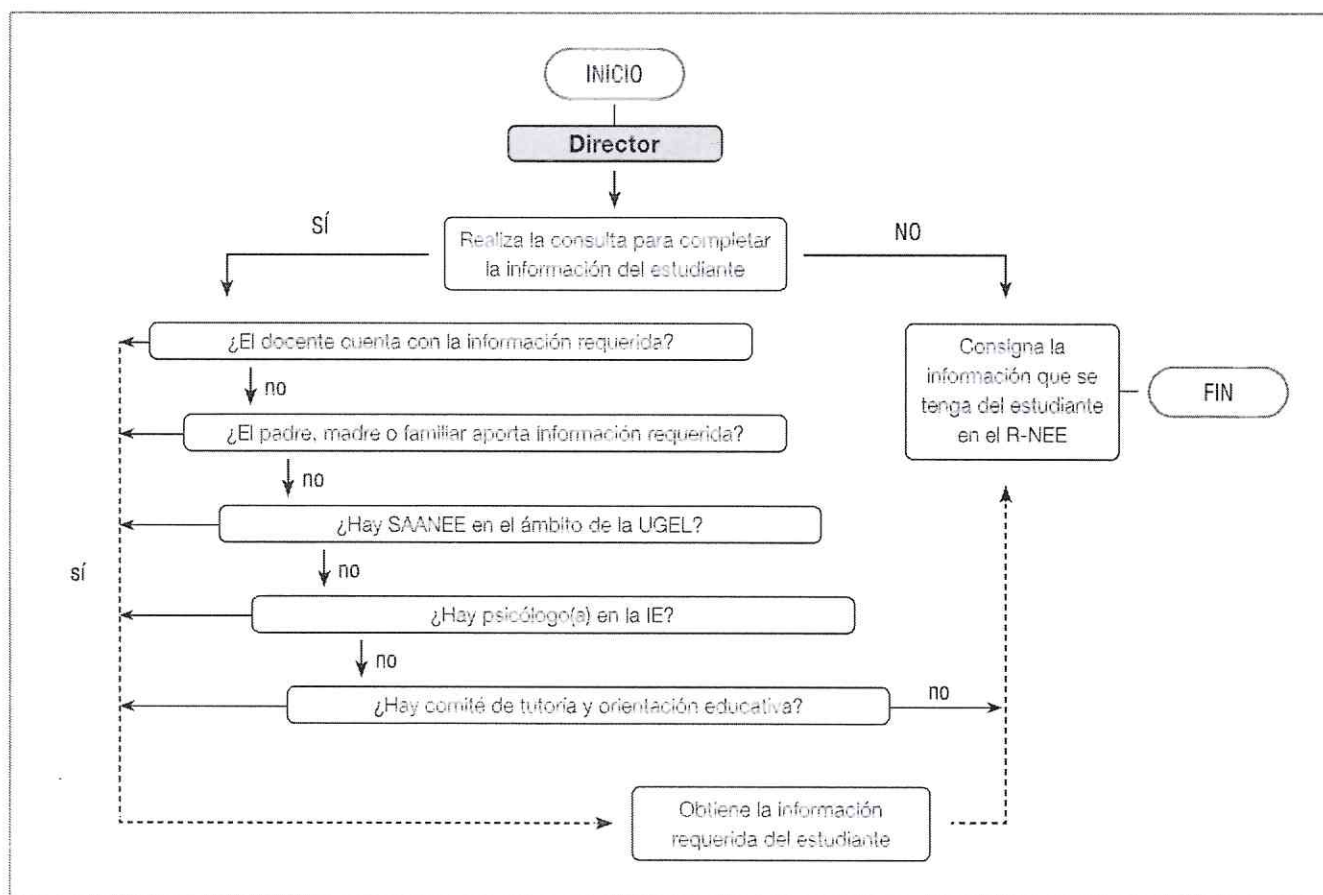 INICIO
Director
SÍ
Realiza la consulta para completar
la información del estudiante
NO
¿El docente cuenta con la información requerida?
no
¿El padre, madre o familiar aporta información requerida?
no
¿Hay SAANEE en el ámbito de la UGEL?
no
¿Hay psicólogo(a) en la IE?
no
¿Hay comité de tutoria y orientación educativa?
no
sí
Consigna la
información que se
tenga del estudiante
en el R-NEE
FIN
Obtiene la información
requerida del estudiante